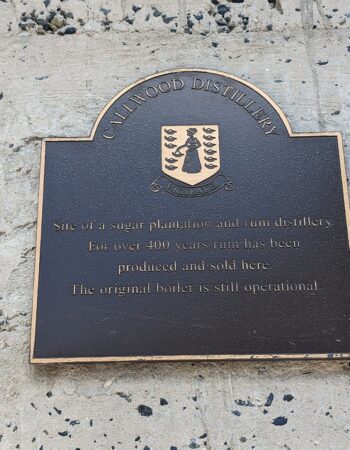 CALLWOOD DISTILLERY
VIGILATE
Site of a sugar plantation and rum distillery.
For over 400 years rum has been
produced and sold here.
The original boiler is still operational.